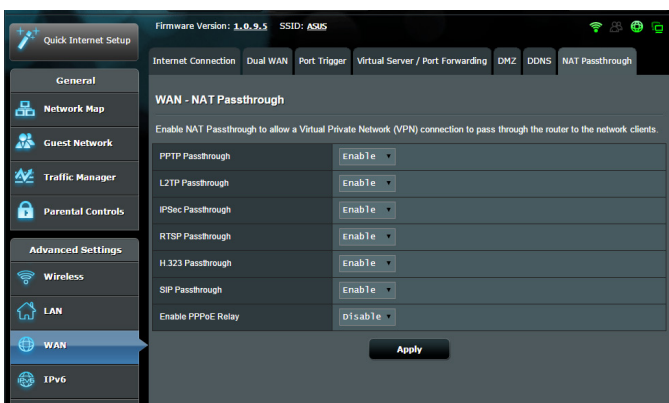 Quick Internet Setup
Firmware Version: 1.0.9.5 SSID: ASUS
Internet Connection Dual WAN Port Trigger Virtual Server / Port Forwarding DMZ DDNS NAT Passthrough
General
Network Map
Guest Network
Traffic Manager
Parental Controls
Advanced Settings
Wireless
LAN
WAN
IPv6
WAN - NAT Passthrough
Enable NAT Passthrough to allow a Virtual Private Network (VPN) connection to pass through the router to the network clients.
PPTP Passthrough Enable
L2TP Passthrough Enable
IPSec Passthrough Enable
RTSP Passthrough Enable
H.323 Passthrough Enable
SIP Passthrough Enable
Enable PPPoE Relay Disable
Apply